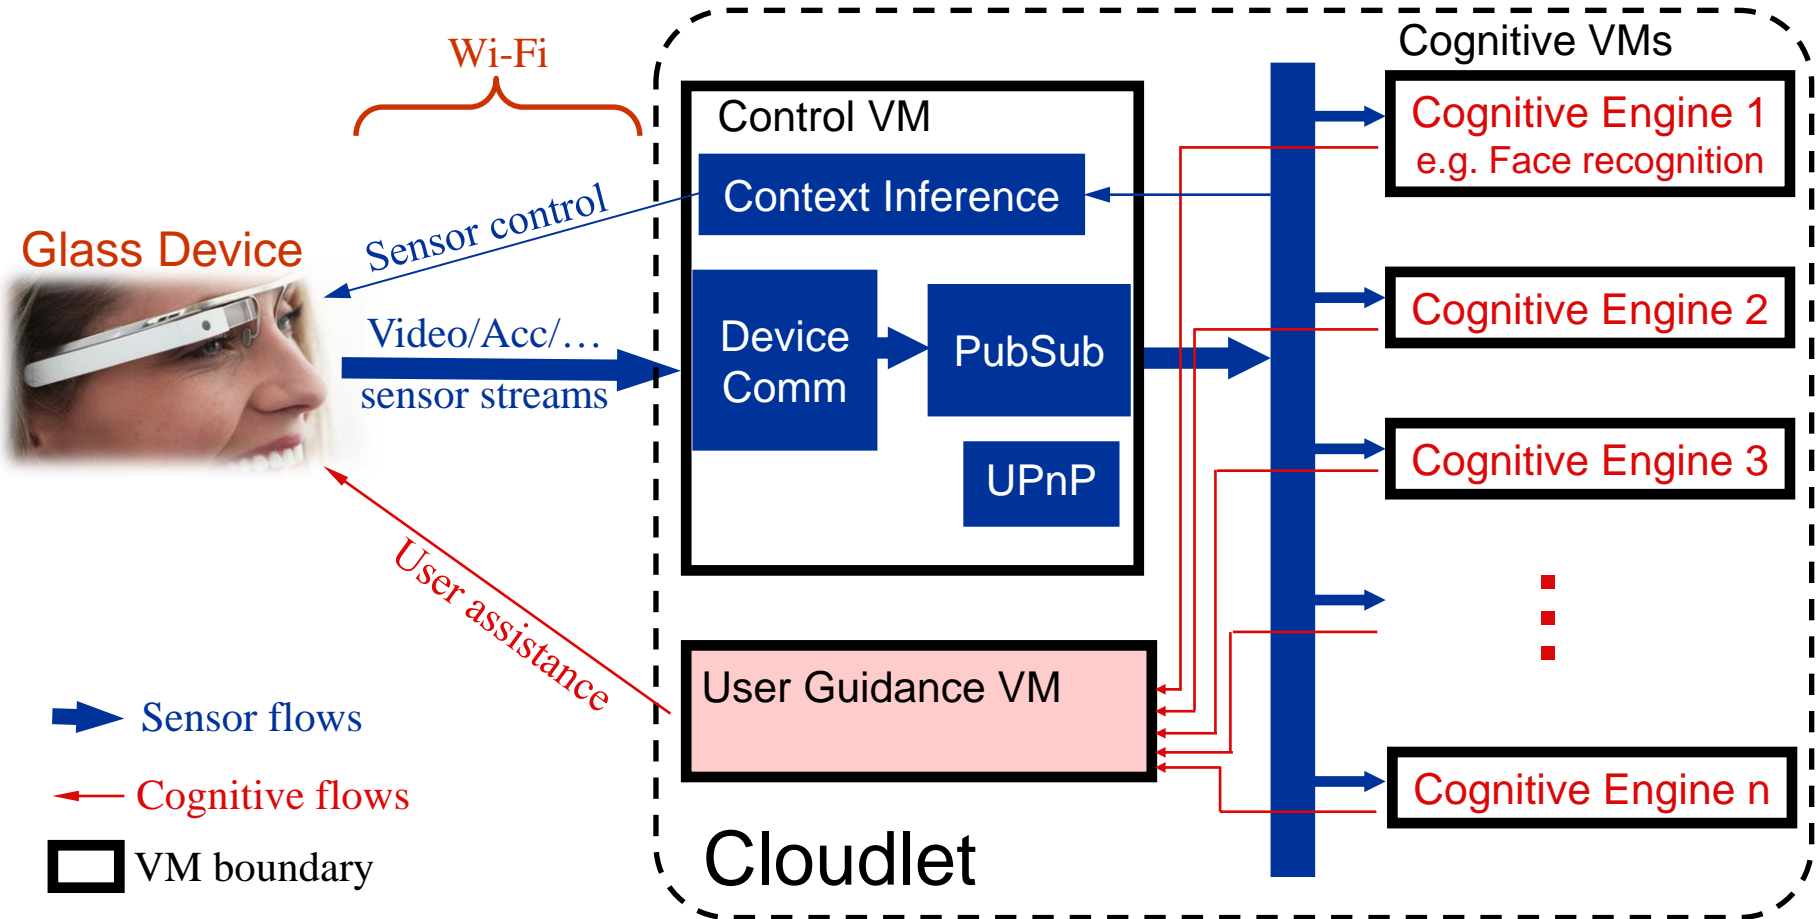 Wi-Fi
Cognitive VMs
Control VM
Cognitive Engine 1
e.g. Face recognition
Context Inference
Sensor control
Glass Device
Cognitive Engine 2
Video/Acc/…
sensor streams
Device
Comm
PubSub
Cognitive Engine 3
UPnP
User assistance
User Guidance VM
Sensor flows
Cognitive flows
Cognitive Engine n
VM boundary
Cloudlet